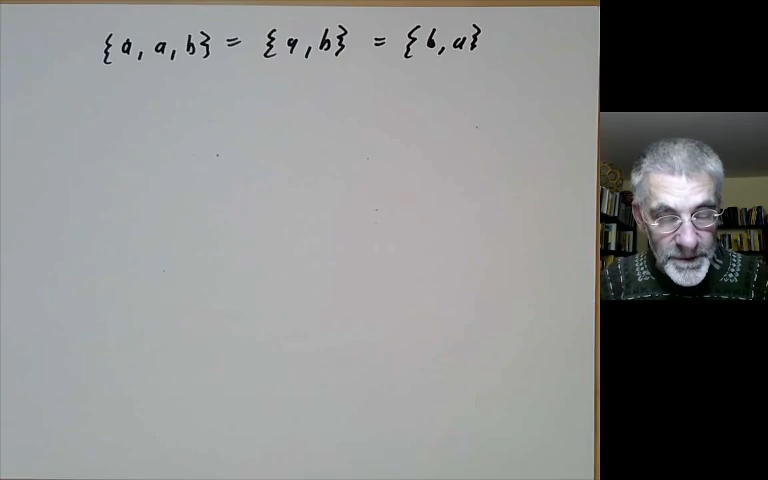 {a, a, b} = {a, b} = {b, a}